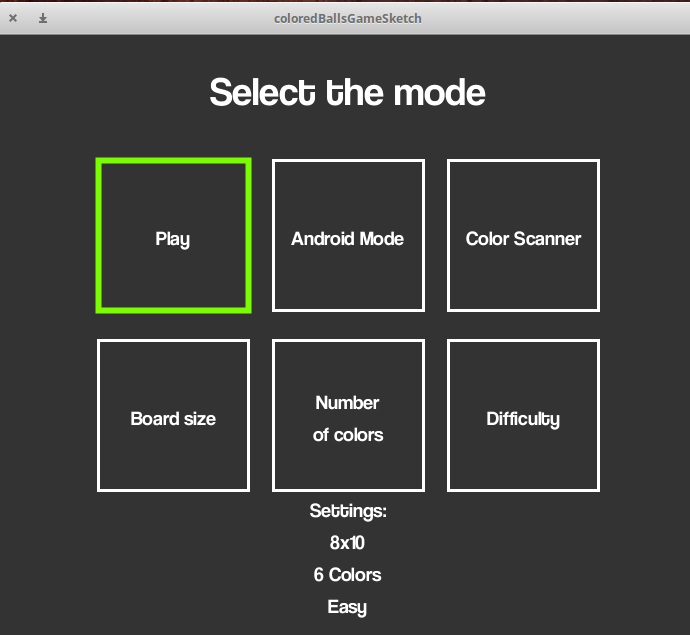 coloredBallsGameSketch
Select the mode
Play
Android Mode
Color Scanner
Board size
Number
of colors
Difficulty
Settings:
8x10
6 Colors
Easy